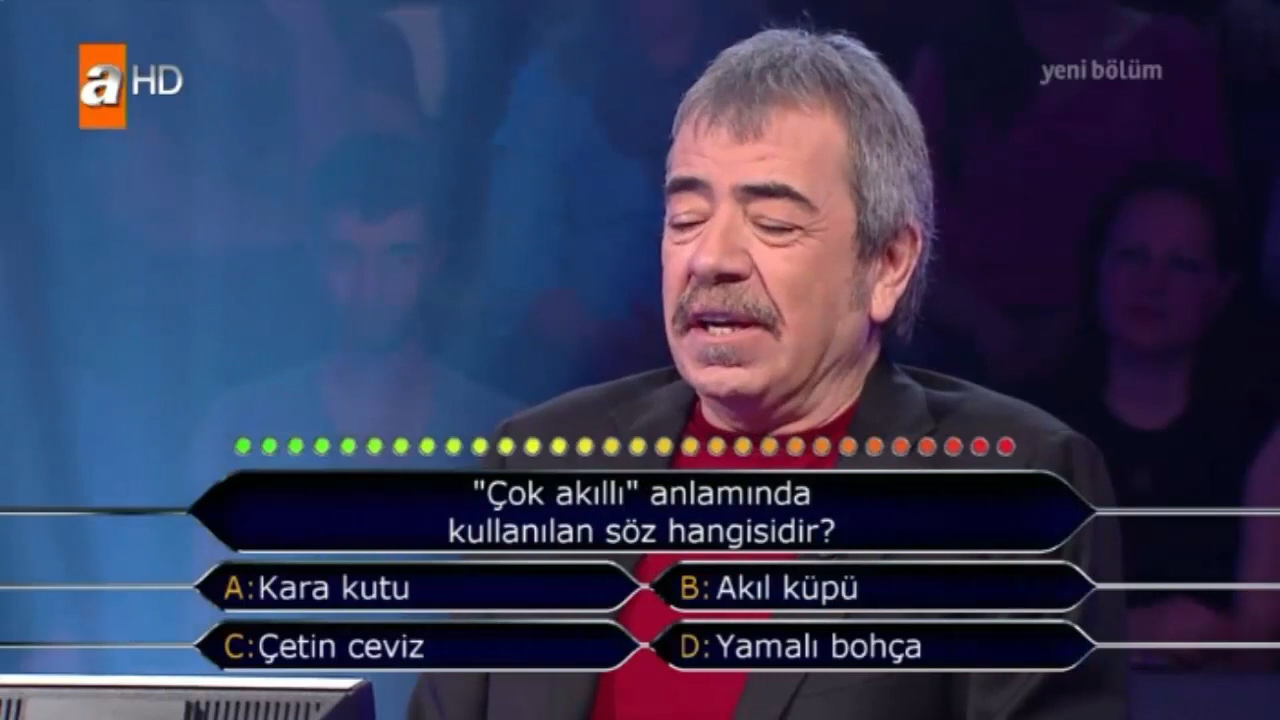 a HD
yeni bölüm
"Çok akıllı" anlamında
kullanılan söz hangisidir?
A: Kara kutu
B: Akıl küpü
C: Çetin ceviz
D: Yamalı bohça